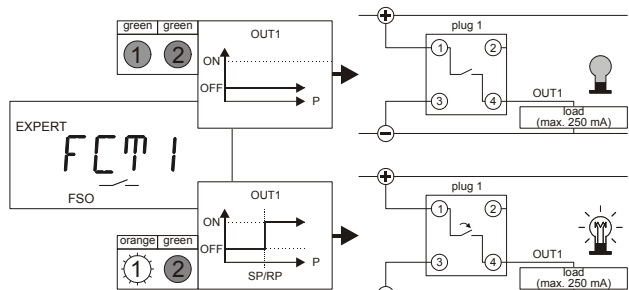 green green
1 2
OUT1
ON
OFF
P
plug 1
1 2
3 4
OUT1
load
(max. 250 mA)
EXPERT
FCT1
FSO
OUT1
ON
OFF
P
SP/RP
orange green
1 2
plug 1
1 2
3 4
OUT1
load
(max. 250 mA)